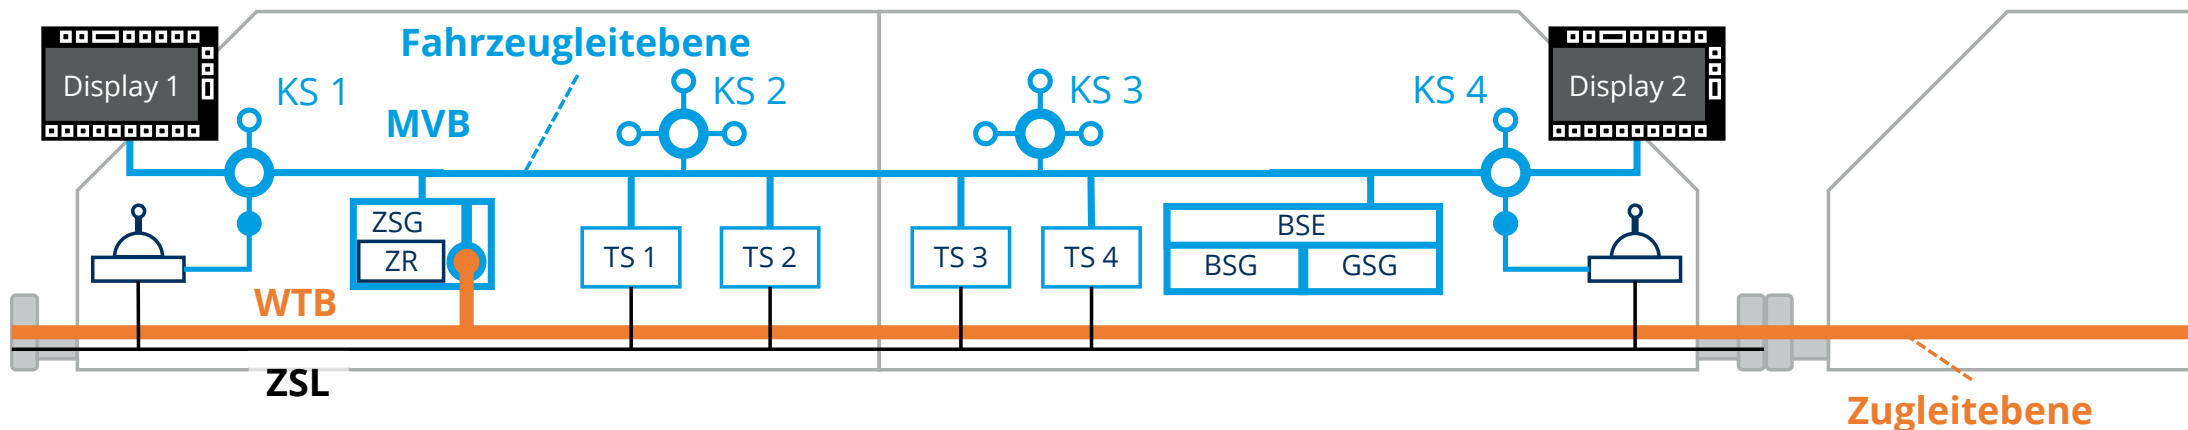 Fahrzeugleitebene
Display 1
KS 1
MVB
KS 2
KS 3
KS 4
Display 2
ZSG
ZR
TS 1
TS 2
TS 3
TS 4
BSE
BSG
GSG
WTB
ZSL
Zugleitebene